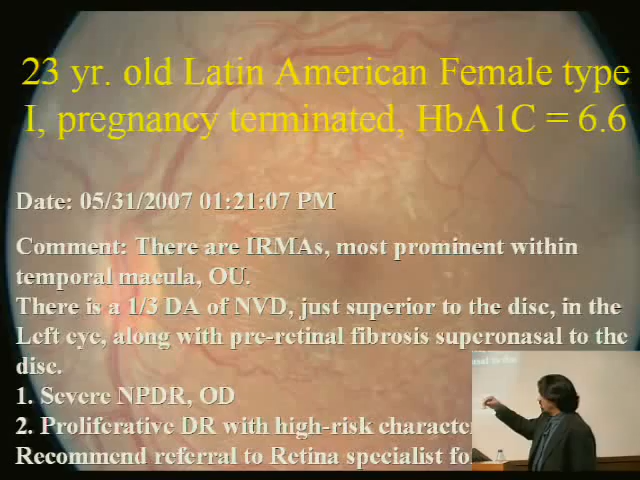 23 yr. old Latin American Female type
I, pregnancy terminated, HbA1C = 6.6
Date: 05/31/2007 01:21:07 PM
Comment: There are IRMAs, most prominent within
temporal macula, OU.
There is a 1/3 DA of NVD, just superior to the disc, in the
Left eye, along with pre-retinal fibrosis superonasal to the
disc.
1. Severe NPDR, OD
2. Proliferative DR with high-risk character
Recommend referral to Retina specialist fo